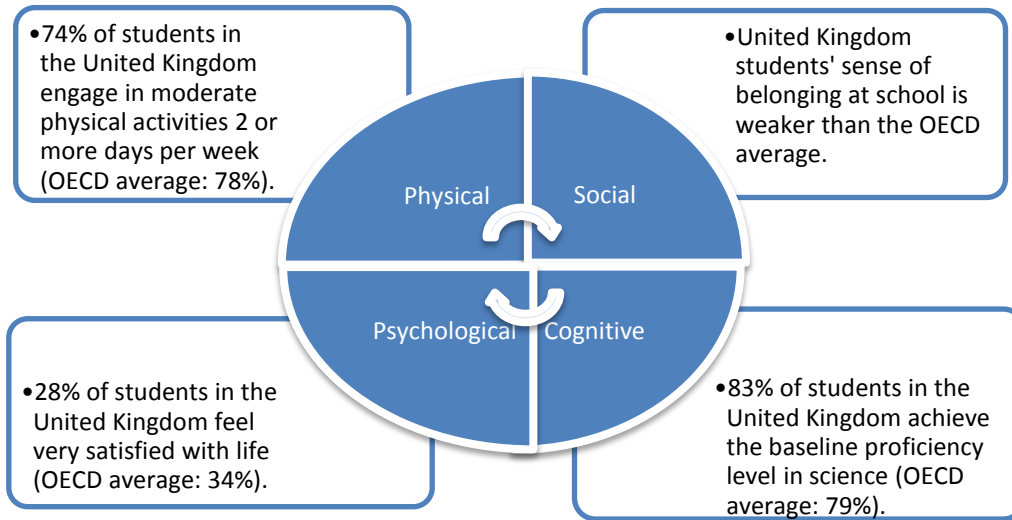 •74% of students in
the United Kingdom
engage in moderate
physical activities 2 or
more days per week
(OECD average: 78%).
•United Kingdom
students' sense of
belonging at school is
weaker than the OECD
average.
Physical
Social
Psychological
Cognitive
•28% of students in the
United Kingdom feel
very satisfied with life
(OECD average: 34%).
•83% of students in the
United Kingdom achieve
the baseline proficiency
level in science (OECD
average: 79%).